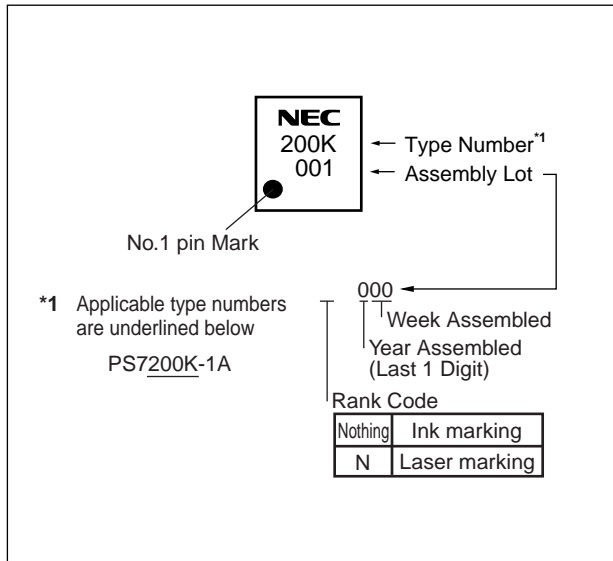 NEC
200K
001
Type Number*1
Assembly Lot
No.1 pin Mark
*1 Applicable type numbers
are underlined below
PS7200K-1A
000
Week Assembled
Year Assembled
(Last 1 Digit)
Rank Code
Nothing Ink marking
N Laser marking